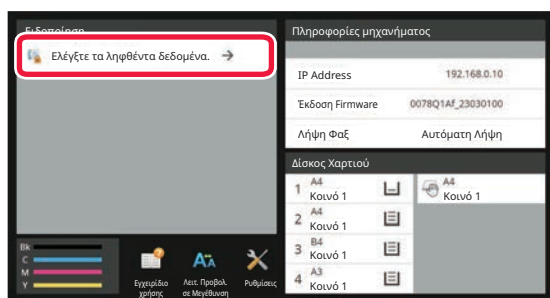 Ειδοποίηση
Ελέγξτε τα ληφθέντα δεδομένα. →
Πληροφορίες μηχανήματος
IP Address 192.168.0.10
Έκδοση Firmware 0078Q1Af_23030100
Λήψη Φαξ Αυτόματη Λήψη
Δίσκος Χαρτιού
1 A4
Κοινό 1
A4
Κοινό 1
2 A4
Κοινό 1
3 B4
Κοινό 1
4 A3
Κοινό 1
Bk
C
M
Y
Εγχειρίδιο
χρήσης
Λειτ. Προβολ.
σε Μεγέθυνση
Ρυθμίσεις